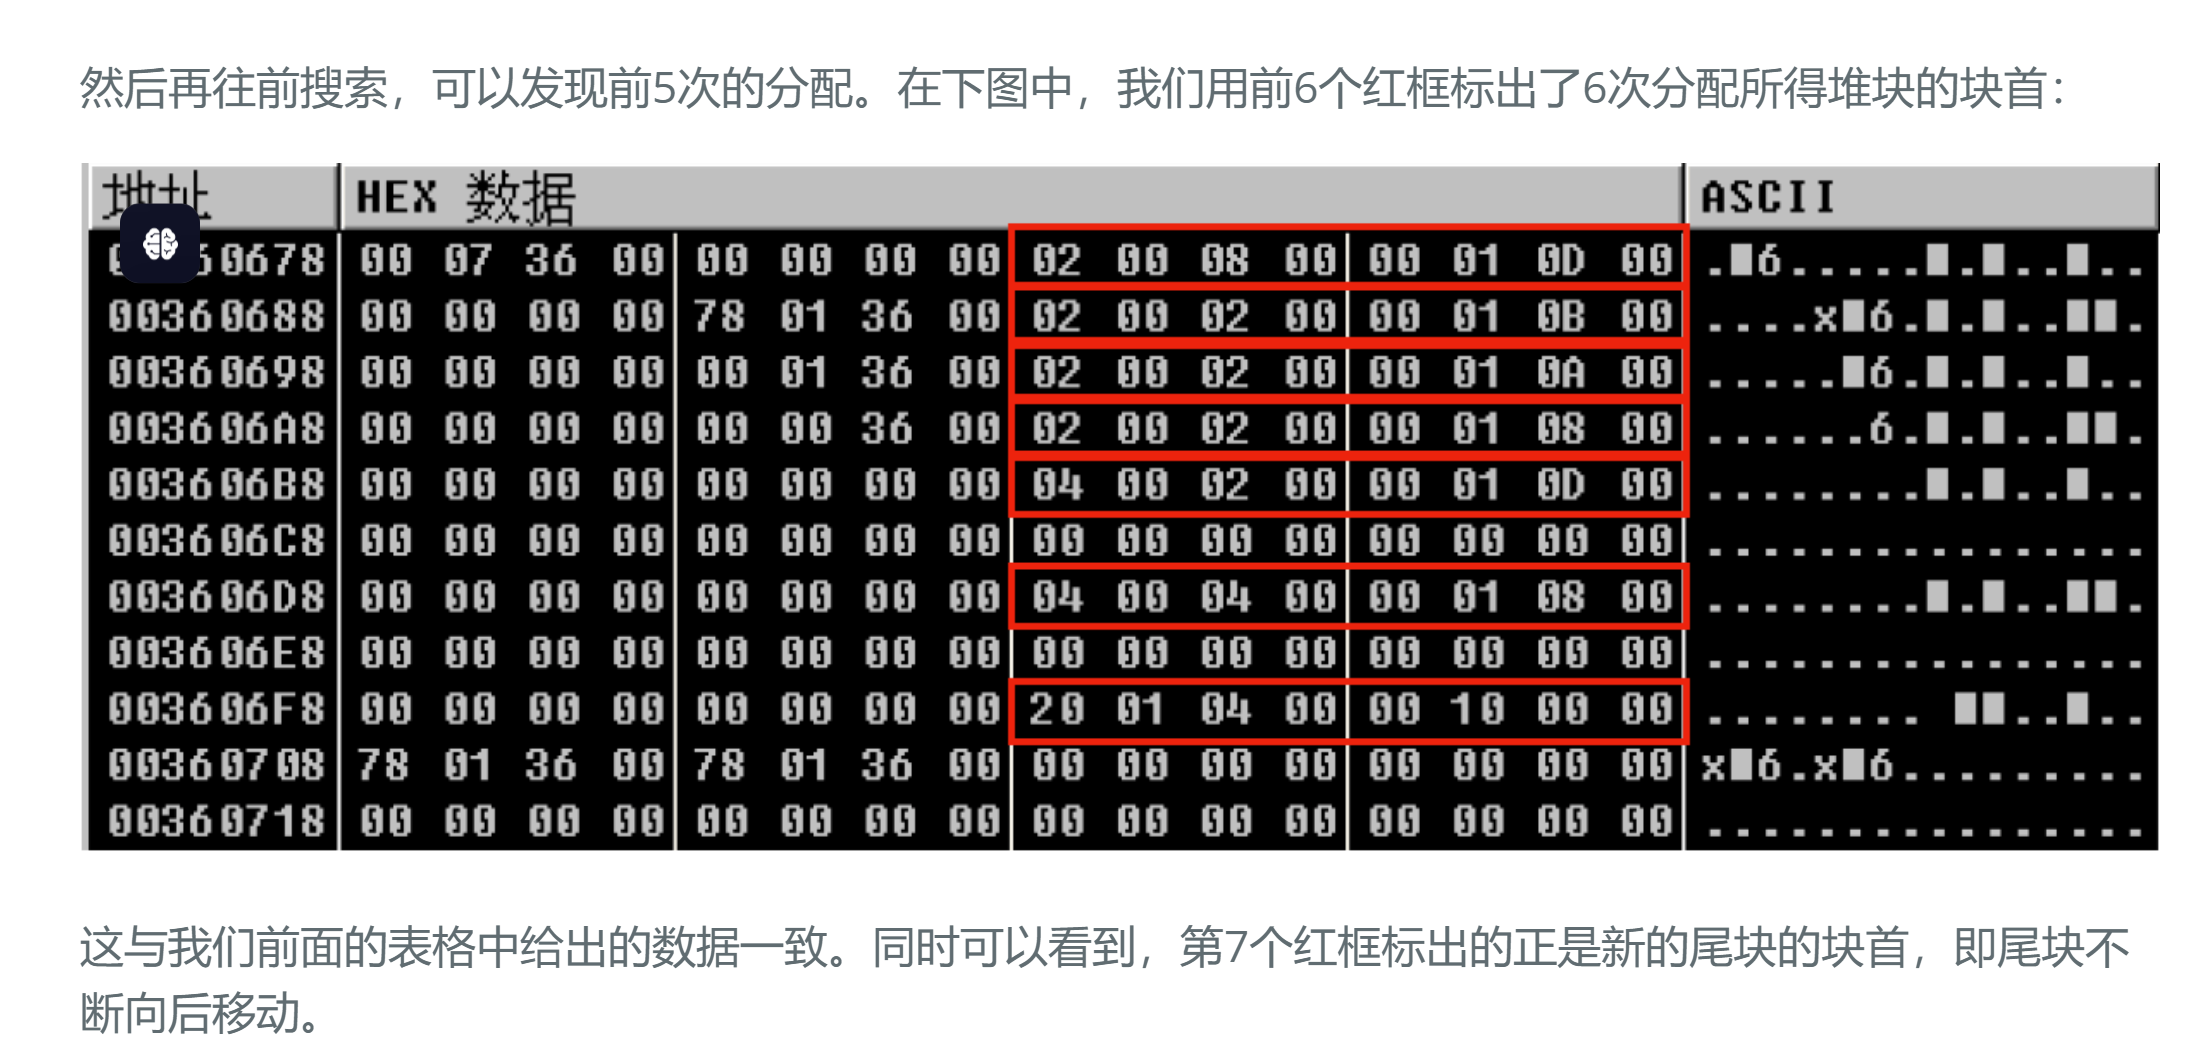 然后再往前搜索，可以发现前5次的分配。在下图中，我们用前6个红框标出了6次分配所得堆块的块首：
地址 HEX 数据 ASCII
60678 00 07 36 00 00 00 00 00 02 00 08 00 00 01 0D 00 .█6.....█.█..█..
00360688 00 00 00 00 78 01 36 00 02 00 02 00 00 01 0B 00 ....x█6.█.█..██.
00360698 00 00 00 00 00 01 36 00 02 00 02 00 00 01 0A 00 .....█6.█.█..█..
003606A8 00 00 00 00 00 00 36 00 02 00 02 00 00 01 08 00 ......6.█.█..██.
003606B8 00 00 00 00 00 00 00 00 04 00 02 00 00 01 0D 00 ........█.█..█..
003606C8 00 00 00 00 00 00 00 00 00 00 00 00 00 00 00 00 ................
003606D8 00 00 00 00 00 00 00 00 04 00 04 00 00 01 08 00 ........█.█..██.
003606E8 00 00 00 00 00 00 00 00 00 00 00 00 00 00 00 00 ................
003606F8 00 00 00 00 00 00 00 00 20 01 04 00 00 10 00 00 ........ ██..█..
00360708 78 01 36 00 78 01 36 00 00 00 00 00 00 00 00 00 x█6.x█6.........
00360718 00 00 00 00 00 00 00 00 00 00 00 00 00 00 00 00 ................
这与我们前面的表格中给出的数据一致。同时可以看到，第7个红框标出的正是新的尾块的块首，即尾块不
断向后移动。